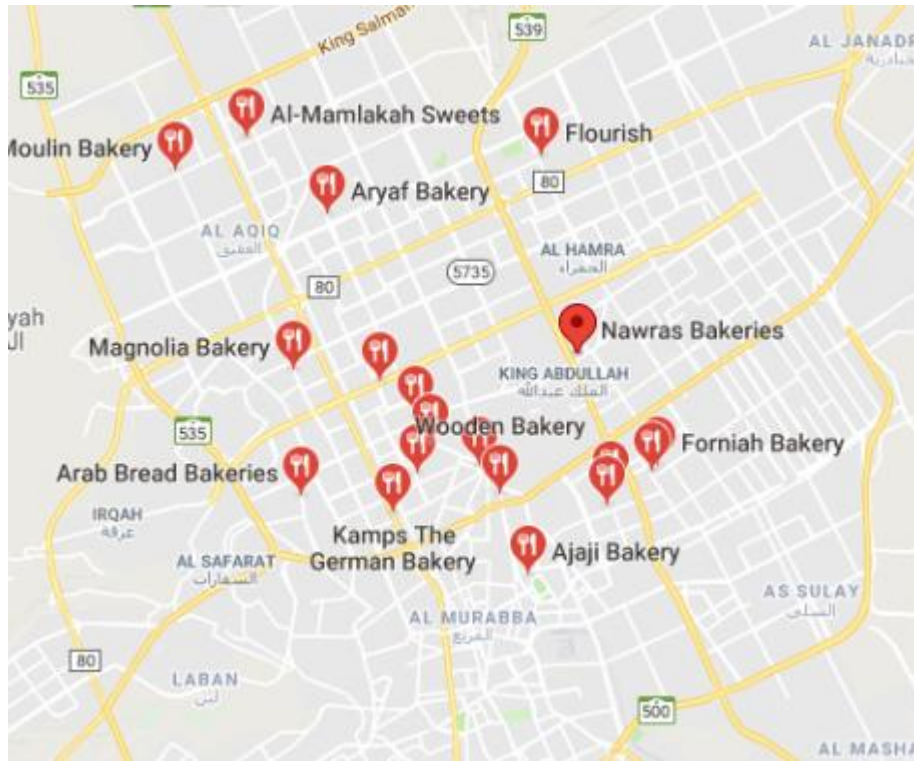 King Salman
539
AL JANADR
535
Al-Mamlakah Sweets
Moulin Bakery
Flourish
Aryaf Bakery
80
AL AQIQ
العقيق
AL HAMRA
الحمراء
5735
80
yah
ال
Nawras Bakeries
Magnolia Bakery
KING ABDULLAH
الملك عبدالله
Wooden Bakery
535
Forniah Bakery
Arab Bread Bakeries
IRQAH
عرقة
Kamps The
German Bakery
Ajaji Bakery
AL SAFARAT
السفارات
AS SULAY
السلي
AL MURABBA
المربع
80
LABAN
لبن
500
AL MASHA